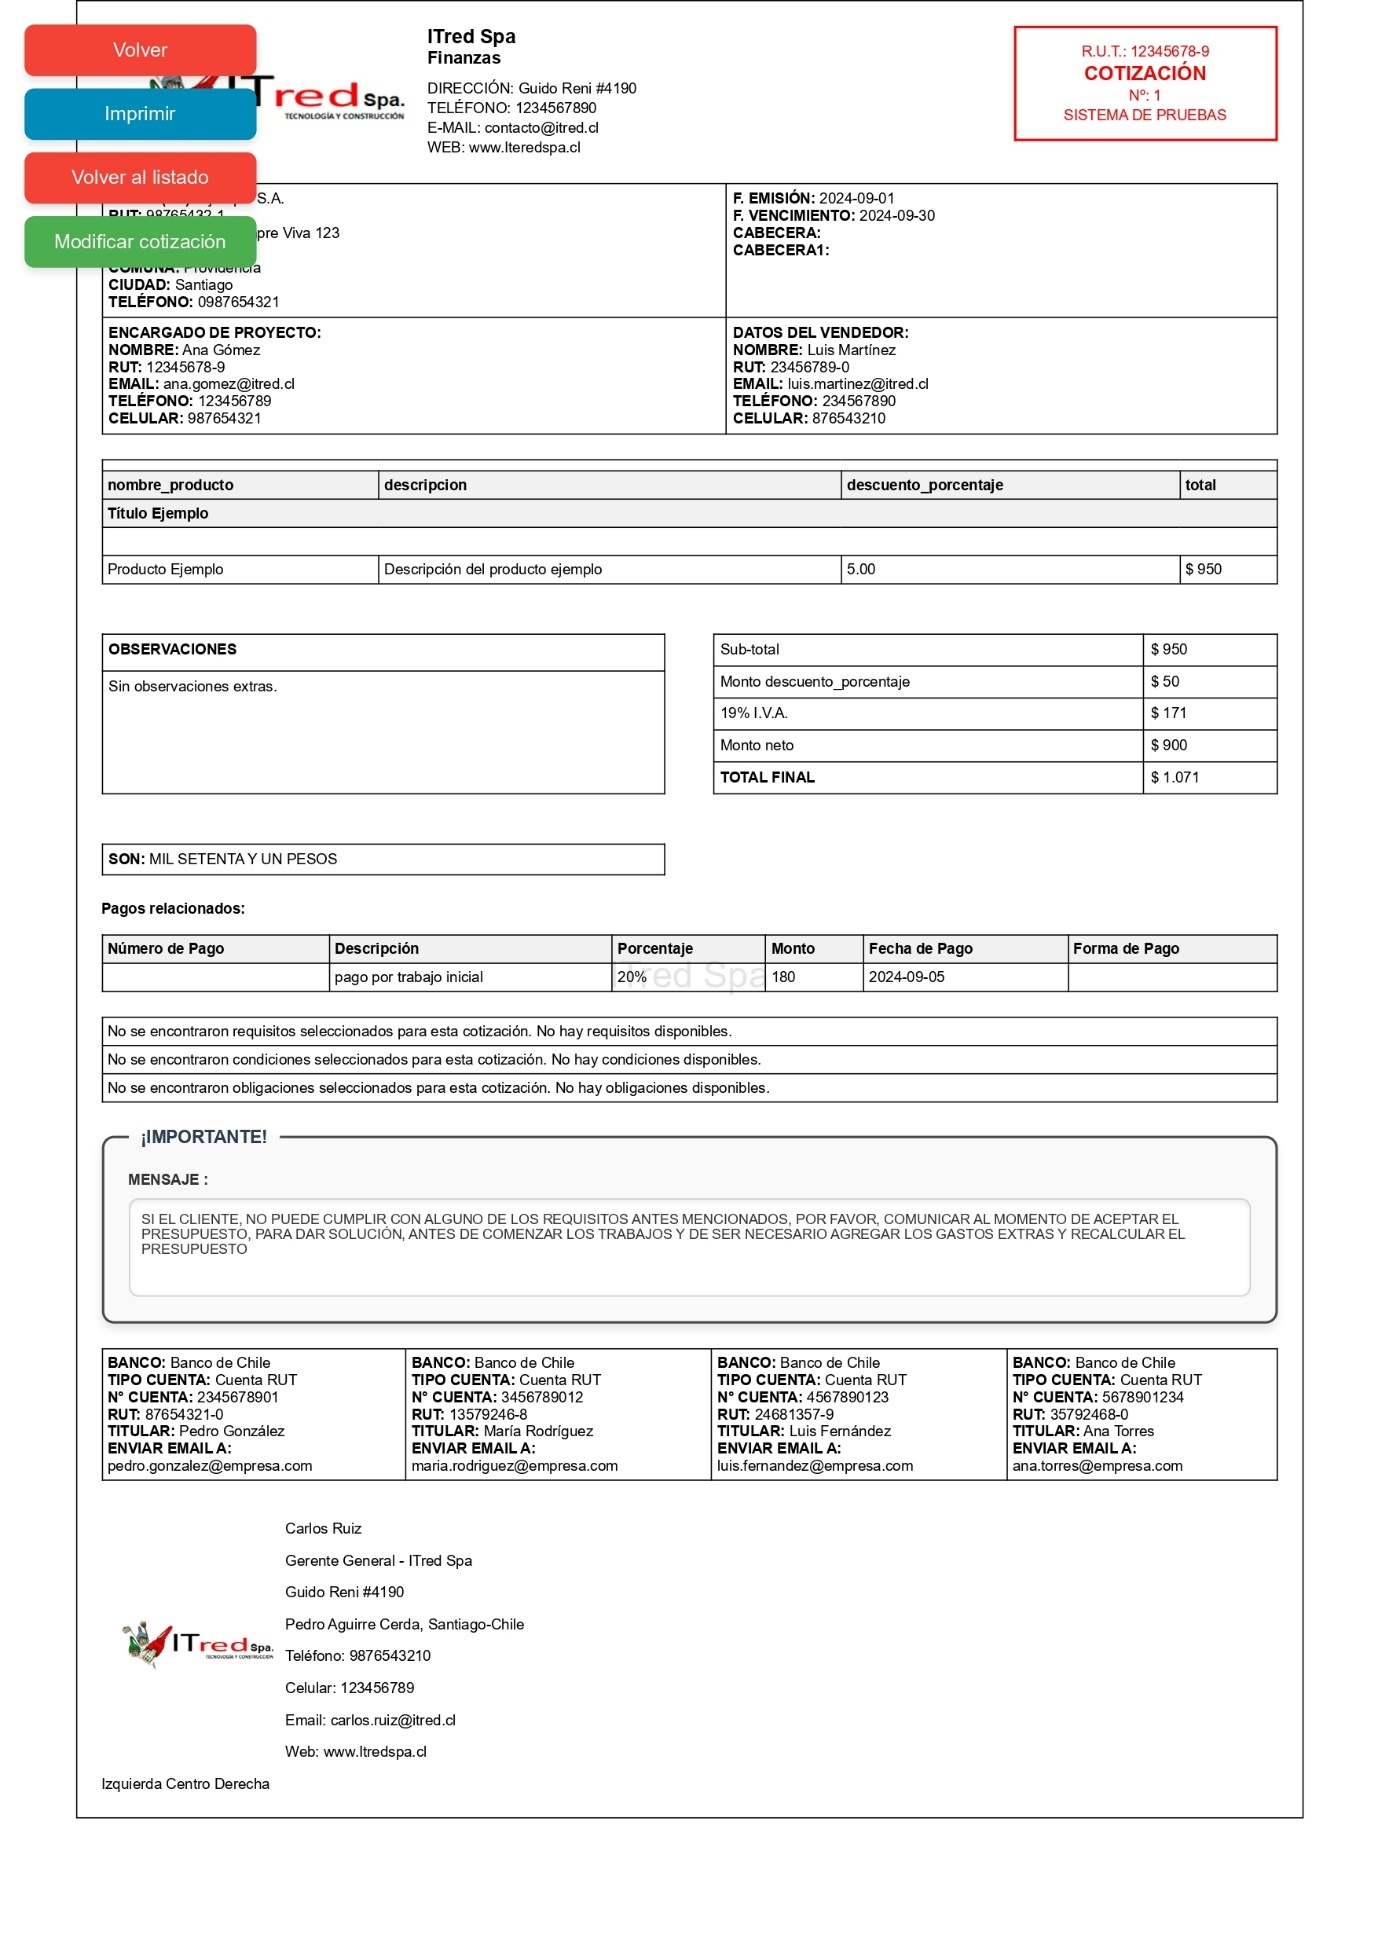 Volver
Imprimir
Volver al listado
Modificar cotización
ITred Spa.
TECNOLOGÍA Y CONSTRUCCIÓN
ITred Spa
Finanzas
DIRECCIÓN: Guido Reni #4190
TELÉFONO: 1234567890
E-MAIL: contacto@itred.cl
WEB: www.Iteredspa.cl
R.U.T.: 12345678-9
COTIZACIÓN
Nº: 1
SISTEMA DE PRUEBAS
S.A.
RUT: 98765432-1
Viva 123
COMUNA: Providencia
CIUDAD: Santiago
TELÉFONO: 0987654321
F. EMISIÓN: 2024-09-01
F. VENCIMIENTO: 2024-09-30
CABECERA:
CABECERA1:
ENCARGADO DE PROYECTO:
NOMBRE: Ana Gómez
RUT: 12345678-9
EMAIL: ana.gomez@itred.cl
TELÉFONO: 123456789
CELULAR: 987654321
DATOS DEL VENDEDOR:
NOMBRE: Luis Martínez
RUT: 23456789-0
EMAIL: luis.martinez@itred.cl
TELÉFONO: 234567890
CELULAR: 876543210
nombre_producto descripcion descuento_porcentaje total
Título Ejemplo
Producto Ejemplo Descripción del producto ejemplo 5.00 $ 950
OBSERVACIONES
Sin observaciones extras.
Sub-total $ 950
Monto descuento_porcentaje $ 50
19% I.V.A. $ 171
Monto neto $ 900
TOTAL FINAL $ 1.071
SON: MIL SETENTA Y UN PESOS
Pagos relacionados:
Número de Pago Descripción Porcentaje Monto Fecha de Pago Forma de Pago
pago por trabajo inicial 20% 180 2024-09-05
Tred Spa
No se encontraron requisitos seleccionados para esta cotización. No hay requisitos disponibles.
No se encontraron condiciones seleccionados para esta cotización. No hay condiciones disponibles.
No se encontraron obligaciones seleccionados para esta cotización. No hay obligaciones disponibles.
¡IMPORTANTE!
MENSAJE :
SI EL CLIENTE, NO PUEDE CUMPLIR CON ALGUNO DE LOS REQUISITOS ANTES MENCIONADOS, POR FAVOR, COMUNICAR AL MOMENTO DE ACEPTAR EL
PRESUPUESTO, PARA DAR SOLUCIÓN, ANTES DE COMENZAR LOS TRABAJOS Y DE SER NECESARIO AGREGAR LOS GASTOS EXTRAS Y RECALCULAR EL
PRESUPUESTO
BANCO: Banco de Chile
TIPO CUENTA: Cuenta RUT
N° CUENTA: 2345678901
RUT: 87654321-0
TITULAR: Pedro González
ENVIAR EMAIL A:
pedro.gonzalez@empresa.com
BANCO: Banco de Chile
TIPO CUENTA: Cuenta RUT
N° CUENTA: 3456789012
RUT: 13579246-8
TITULAR: María Rodríguez
ENVIAR EMAIL A:
maria.rodriguez@empresa.com
BANCO: Banco de Chile
TIPO CUENTA: Cuenta RUT
N° CUENTA: 4567890123
RUT: 24681357-9
TITULAR: Luis Fernández
ENVIAR EMAIL A:
luis.fernandez@empresa.com
BANCO: Banco de Chile
TIPO CUENTA: Cuenta RUT
N° CUENTA: 5678901234
RUT: 35792468-0
TITULAR: Ana Torres
ENVIAR EMAIL A:
ana.torres@empresa.com
ITred Spa.
TECNOLOGÍA Y CONSTRUCCIÓN
Carlos Ruiz
Gerente General - ITred Spa
Guido Reni #4190
Pedro Aguirre Cerda, Santiago-Chile
Teléfono: 9876543210
Celular: 123456789
Email: carlos.ruiz@itred.cl
Web: www.Itredspa.cl
Izquierda Centro Derecha